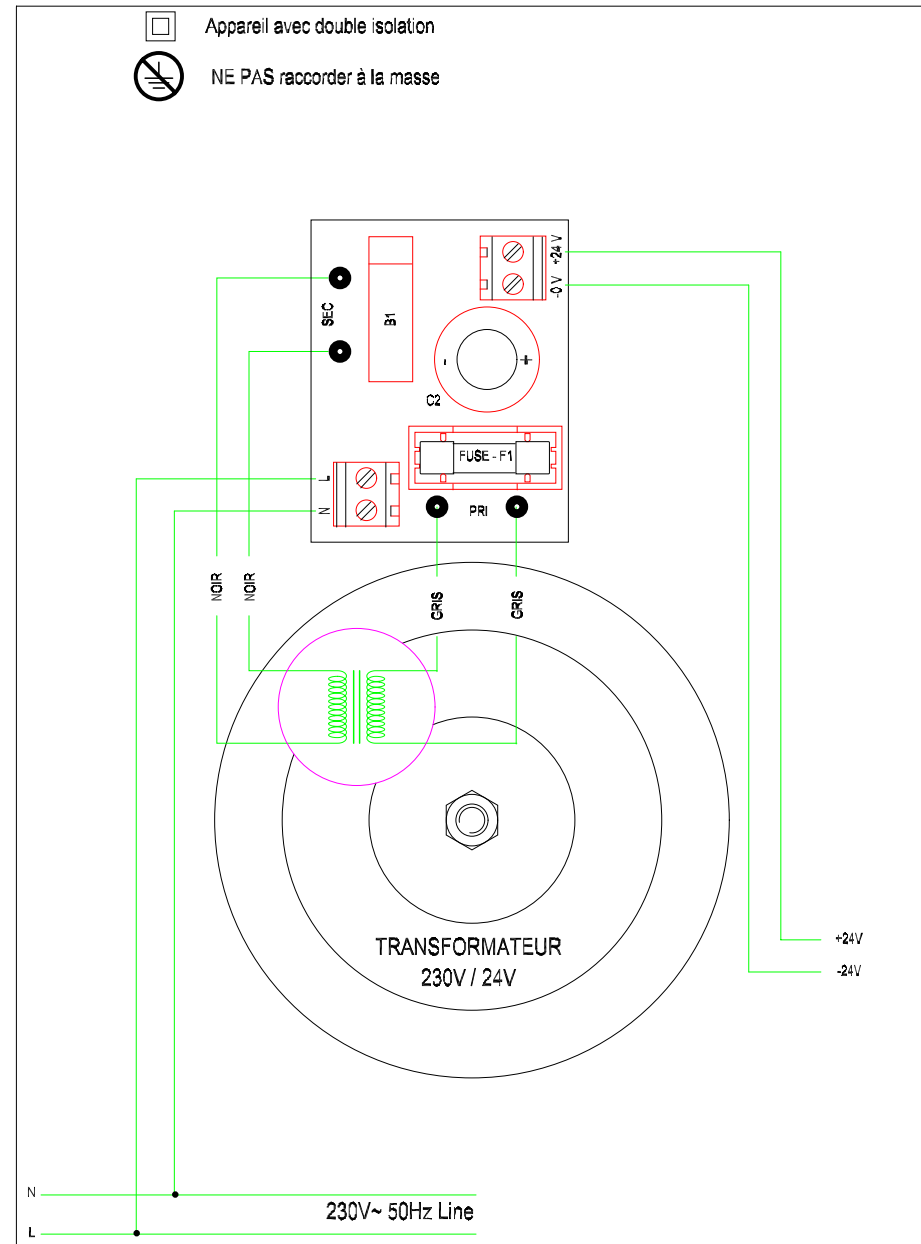 Appareil avec double isolation
NE PAS raccorder à la masse
+24 V
-0 V
SEC
B1
-
+
C2
FUSE - F1
L
N
PRI
NOIR
NOIR
GRIS
GRIS
TRANSFORMATEUR
230V / 24V
+24V
-24V
N
230V~ 50Hz Line
L